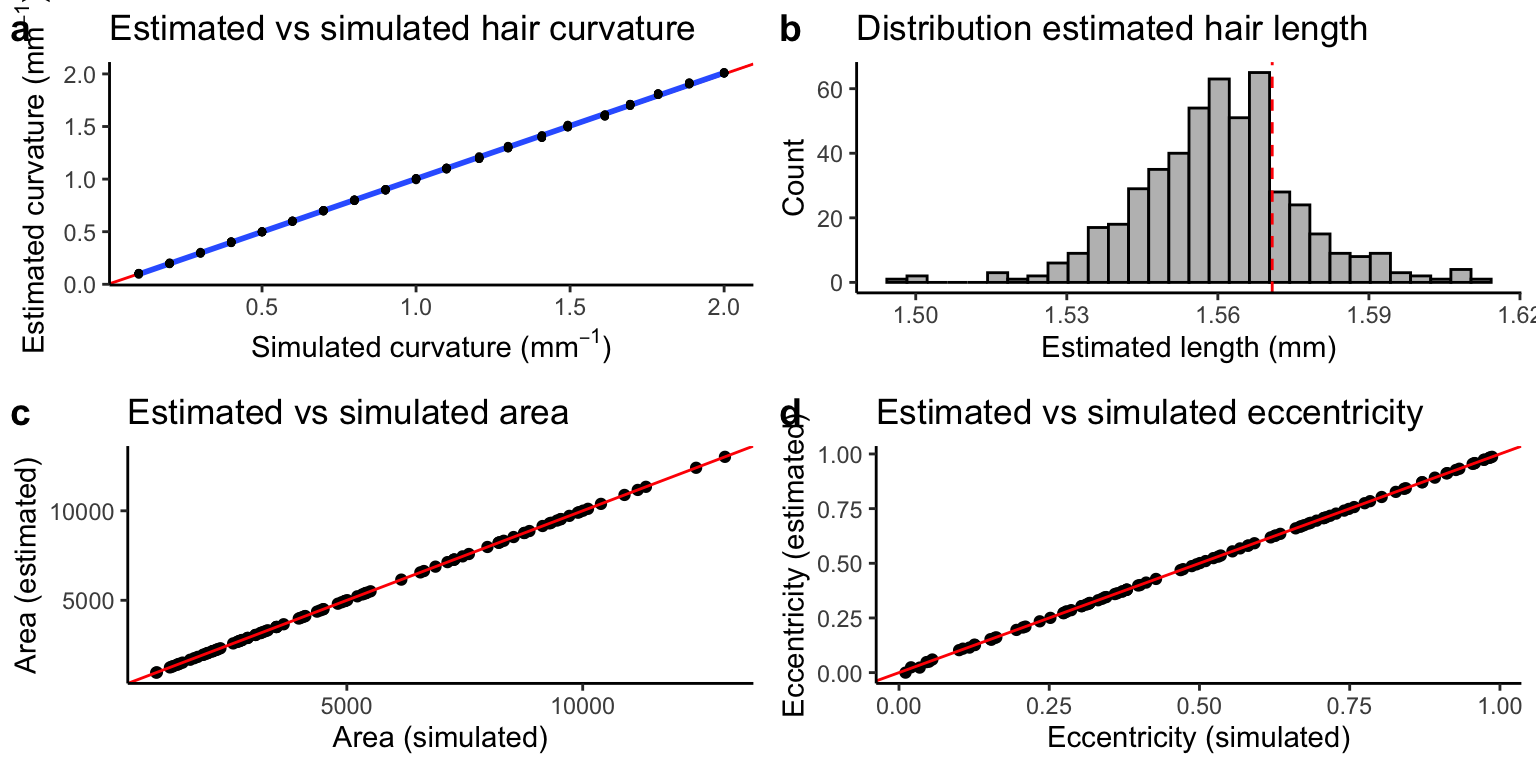 a
Estimated vs simulated hair curvature
Estimated curvature (mm⁻¹)
2.0
1.5
1.0
0.5
0.0
0.5
1.0
1.5
2.0
Simulated curvature (mm⁻¹)
b
Distribution estimated hair length
Count
60
40
20
0
1.50
1.53
1.56
1.59
1.62
Estimated length (mm)
c
Estimated vs simulated area
Area (estimated)
10000
5000
5000
10000
Area (simulated)
d
Estimated vs simulated eccentricity
Eccentricity (estimated)
1.00
0.75
0.50
0.25
0.00
0.00
0.25
0.50
0.75
1.00
Eccentricity (simulated)